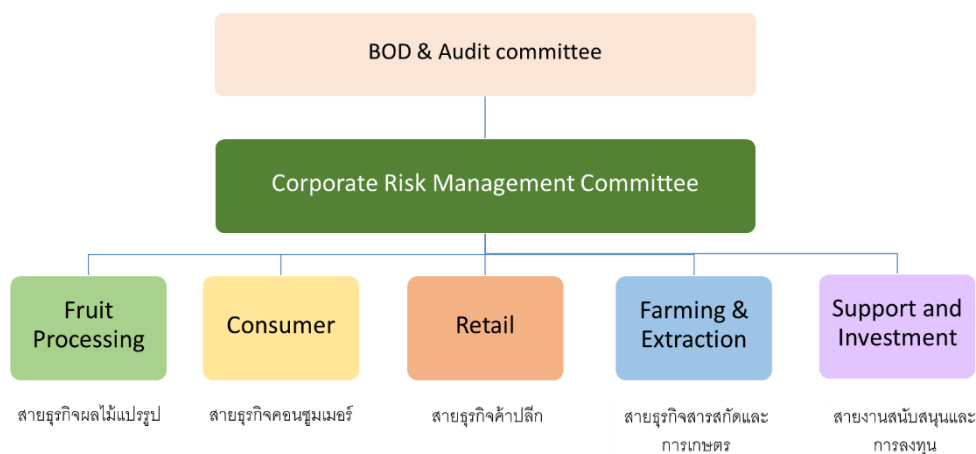 BOD & Audit committee
Corporate Risk Management Committee
Fruit
Processing
Consumer
Retail
Farming &
Extraction
Support and
Investment
สายธุรกิจผลไม้แปรรูป
สายธุรกิจคอนซูมเมอร์
สายธุรกิจค้าปลีก
สายธุรกิจสารสกัดและ
การเกษตร
สายงานสนับสนุนและ
การลงทุน